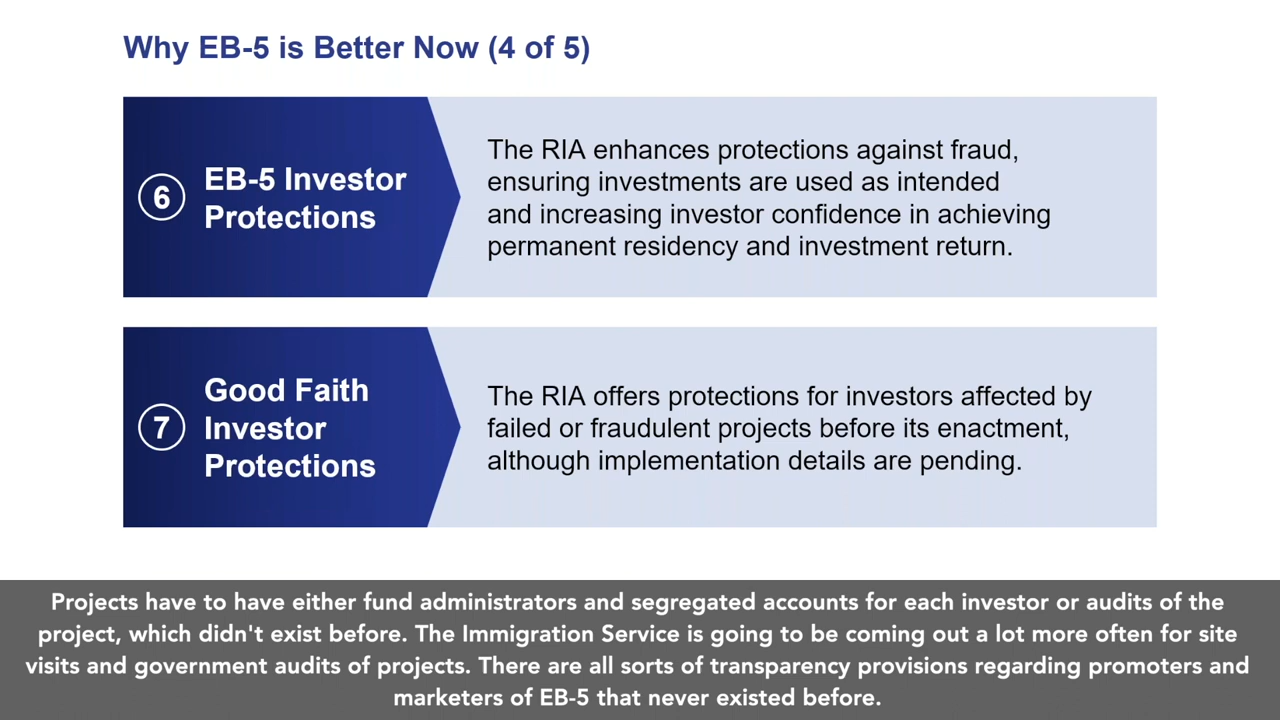 Why EB-5 is Better Now (4 of 5)
6
EB-5 Investor
Protections
The RIA enhances protections against fraud,
ensuring investments are used as intended
and increasing investor confidence in achieving
permanent residency and investment return.
7
Good Faith
Investor
Protections
The RIA offers protections for investors affected by
failed or fraudulent projects before its enactment,
although implementation details are pending.
Projects have to have either fund administrators and segregated accounts for each investor or audits of the
project, which didn't exist before. The Immigration Service is going to be coming out a lot more often for site
visits and government audits of projects. There are all sorts of transparency provisions regarding promoters and
marketers of EB-5 that never existed before.